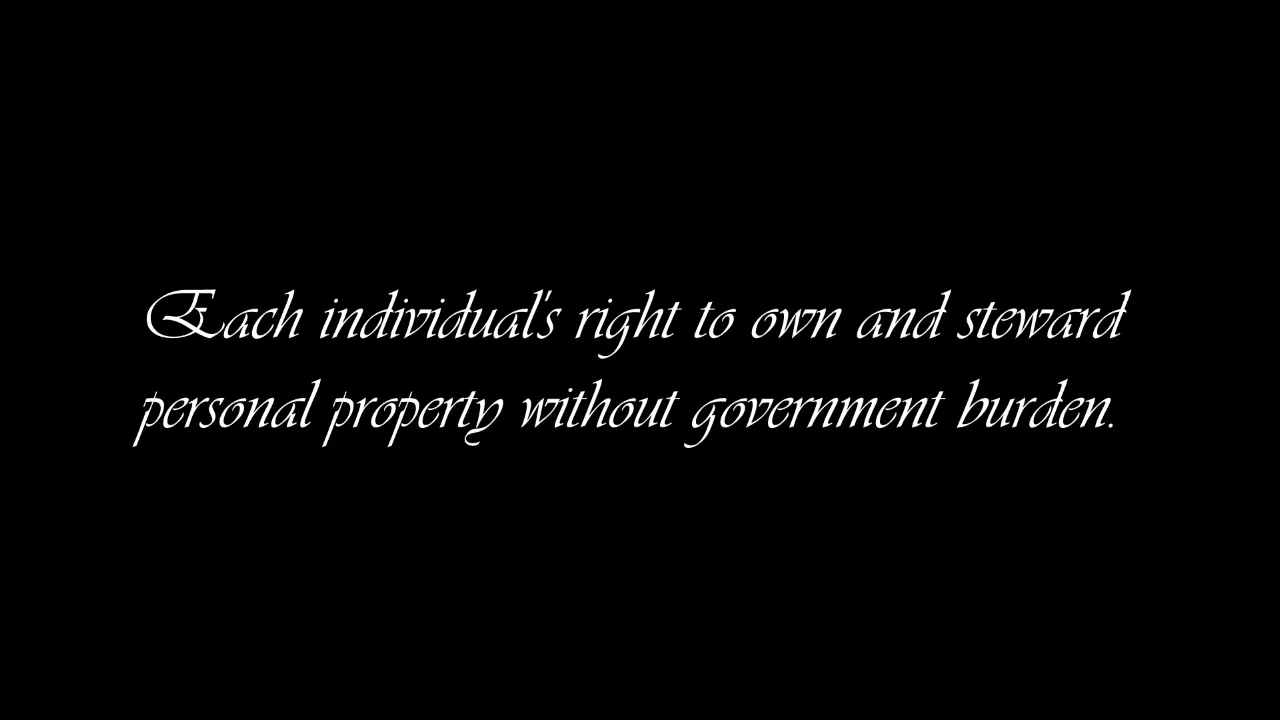 Each individual's right to own and steward
personal property without government burden.